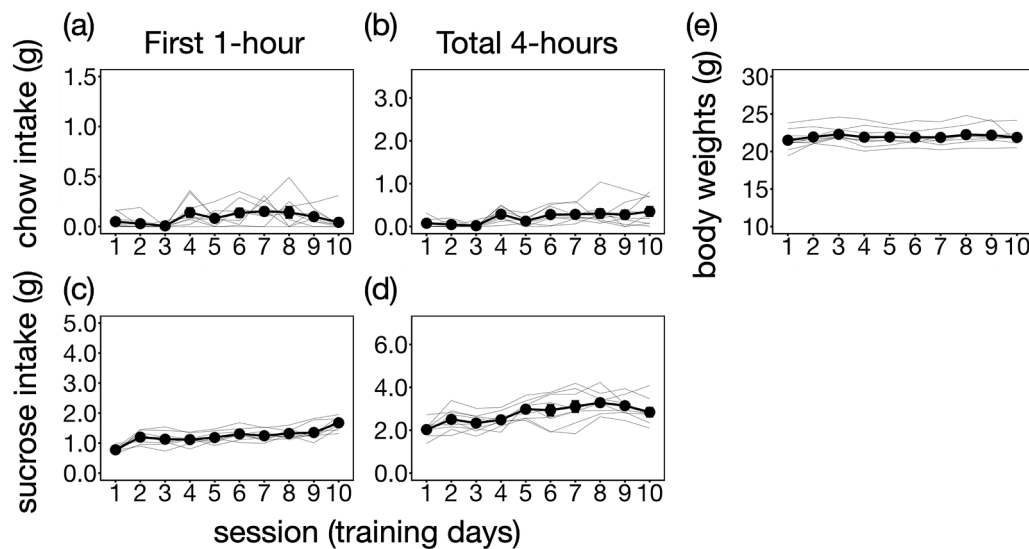 (a)
First 1-hour
(b)
Total 4-hours
(e)
chow intake (g)
1.5
1.0
0.5
0.0
1 2 3 4 5 6 7 8 9 10
3.0
2.0
1.0
0.0
1 2 3 4 5 6 7 8 9 10
body weights (g)
30
25
20
15
10
1 2 3 4 5 6 7 8 9 10
(c)
(d)
sucrose intake (g)
5.0
4.0
3.0
2.0
1.0
0.0
1 2 3 4 5 6 7 8 9 10
6.0
4.0
2.0
0.0
1 2 3 4 5 6 7 8 9 10
session (training days)